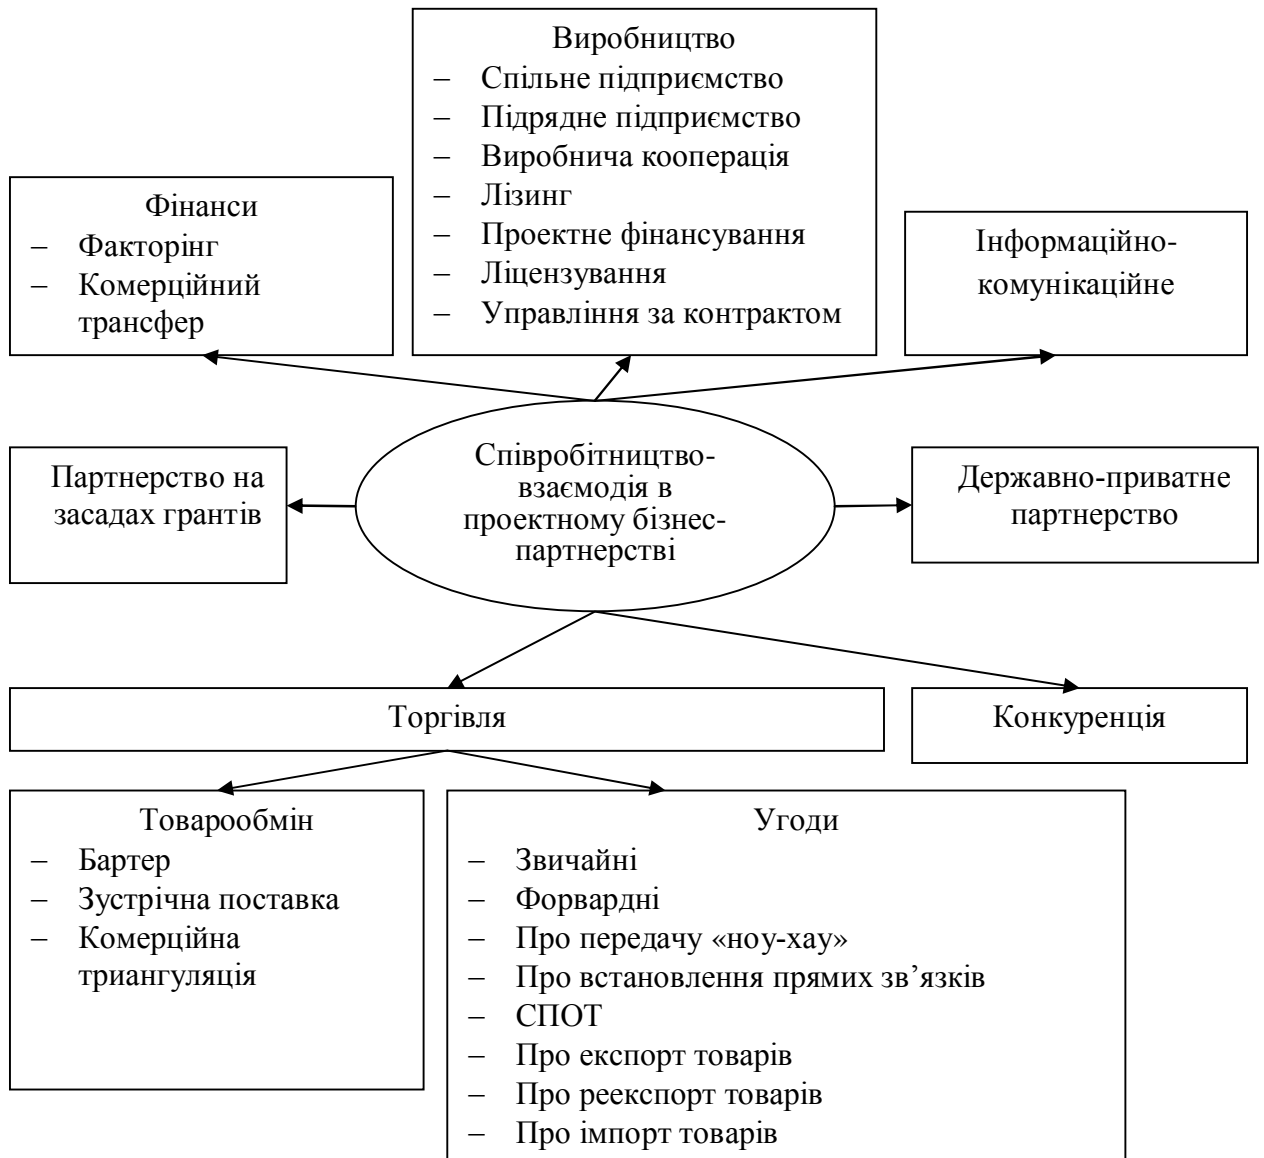 Виробництво
– Спільне підприємство
– Підрядне підприємство
– Виробнича кооперація
– Лізинг
– Проектне фінансування
– Ліцензування
– Управління за контрактом
Фінанси
– Факторінг
– Комерційний
трансфер
Інформаційно-
комунікаційне
Партнерство на
засадах грантів
Співробітництво-
взаємодія в
проектному бізнес-
партнерстві
Державно-приватне
партнерство
Торгівля
Конкуренція
Товарообмін
– Бартер
– Зустрічна поставка
– Комерційна
триангуляція
Угоди
– Звичайні
– Форвардні
– Про передачу «ноу-хау»
– Про встановлення прямих зв’язків
– СПОТ
– Про експорт товарів
– Про реекспорт товарів
– Про імпорт товарів